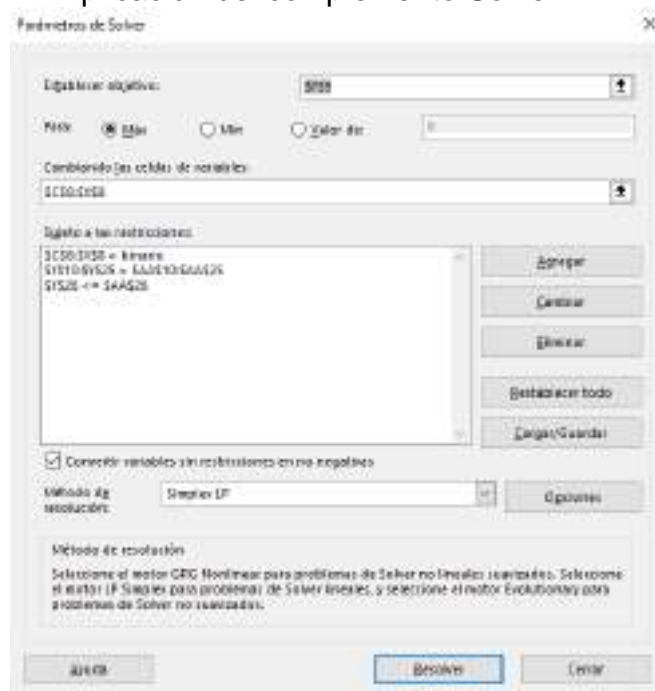 Parámetros de Solver
Establecer objetivo:
Para:
Máx
Mín
Valor de:
0
Cambiando las celdas de variables:
Sujeto a las restricciones:
= binario
Agregar
Cambiar
Eliminar
Restablecer todo
Cargar/Guardar
Convertir variables sin restricciones en no negativas
Método de resolución:
Simplex LP
Opciones
Método de resolución
Seleccione el motor GRG Nonlinear para problemas de Solver no lineales suavizados. Seleccione
el motor LP Simplex para problemas de Solver lineales, y seleccione el motor Evolutionary para
problemas de Solver no suavizados.
Ayuda
Resolver
Cerrar